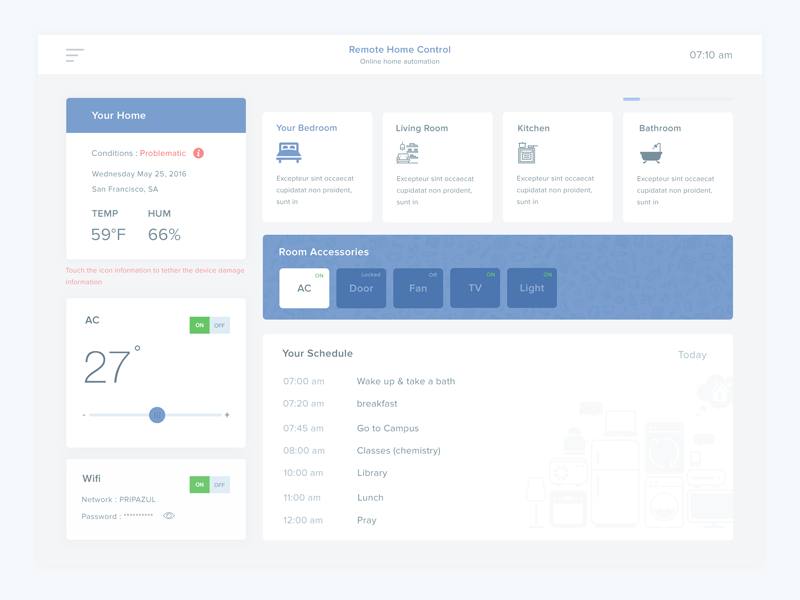 Remote Home Control
Online home automation
07:10 am
Your Home
Conditions : Problematic i
Wednesday May 25, 2016
San Francisco, SA
TEMP HUM
59°F 66%
Touch the icon information to tether the device damage
information
AC
ON OFF
27°
- +
Wifi
ON OFF
Network : PRIPAZUL
Password : **********
Your Bedroom
Excepteur sint occaecat
cupidatat non proident,
sunt in
Living Room
Excepteur sint occaecat
cupidatat non proident,
sunt in
Kitchen
Excepteur sint occaecat
cupidatat non proident,
sunt in
Bathroom
Excepteur sint occaecat
cupidatat non proident,
sunt in
Room Accessories
ON
AC
Locked
Door
Off
Fan
ON
TV
ON
Light
Your Schedule
Today
07:00 am Wake up & take a bath
07:20 am breakfast
07:45 am Go to Campus
08:00 am Classes (chemistry)
10:00 am Library
11:00 am Lunch
12:00 am Pray